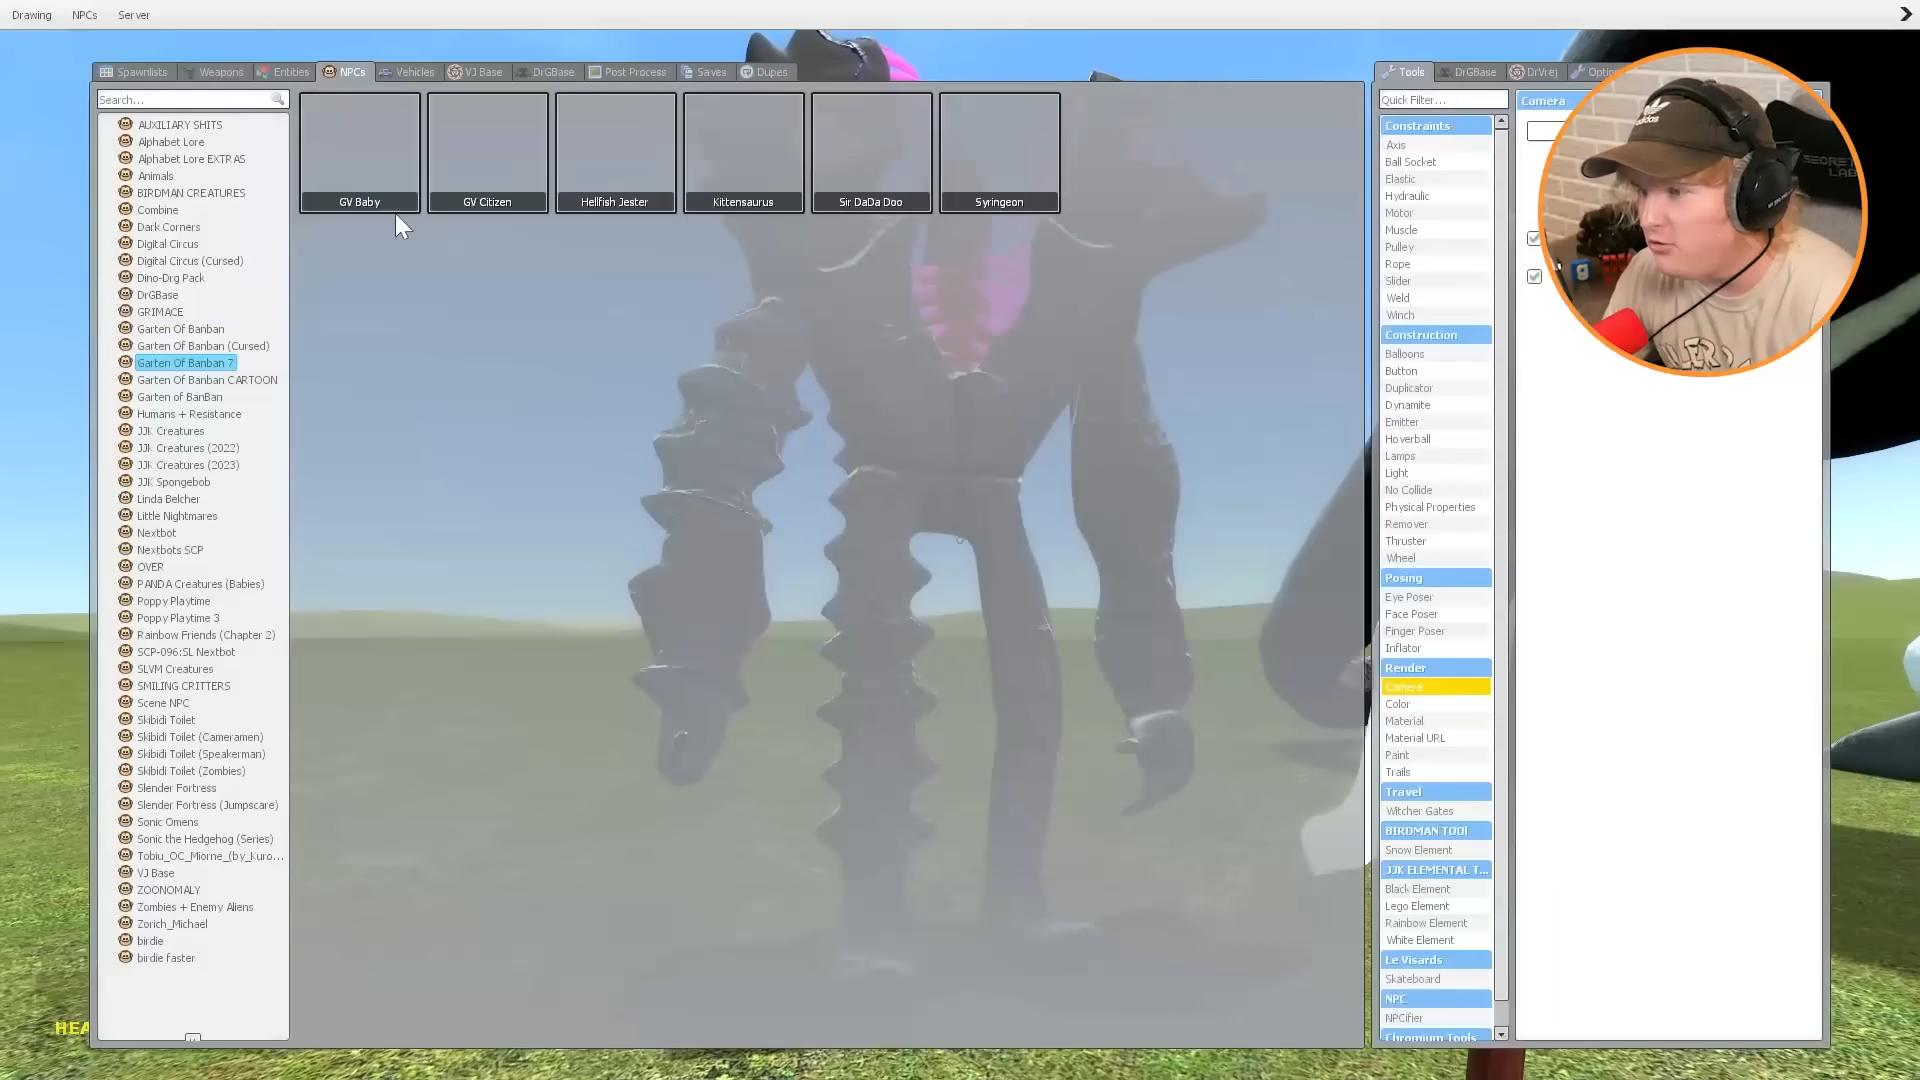 Drawing NPCs Server
Spawnlists Weapons Entities NPCs Vehicles VJ Base DrGBase Post Process Saves Dupes
Search...
AUXILIARY SHITS
Alphabet Lore
Alphabet Lore EXTRAS
Animals
BIRDMAN CREATURES
Combine
Dark Corners
Digital Circus
Digital Circus (Cursed)
Dino-Drg Pack
DrGBase
GRIMACE
Garten Of Banban
Garten Of Banban (Cursed)
Garten Of Banban 7
Garten Of Banban CARTOON
Garten of BanBan
Humans + Resistance
JJK Creatures
JJK Creatures (2022)
JJK Creatures (2023)
JJK Spongebob
Linda Belcher
Little Nightmares
Nextbot
Nextbots SCP
OVER
PANDA Creatures (Babies)
Poppy Playtime
Poppy Playtime 3
Rainbow Friends (Chapter 2)
SCP-096:SL Nextbot
SLVM Creatures
SMILING CRITTERS
Scene NPC
Skibidi Toilet
Skibidi Toilet (Cameramen)
Skibidi Toilet (Speakerman)
Skibidi Toilet (Zombies)
Slender Fortress
Slender Fortress (Jumpscare)
Sonic Omens
Sonic the Hedgehog (Series)
Tobiu_OC_Miorne_(by_Kuro...
VJ Base
ZOONOMALY
Zombies + Enemy Aliens
Zorich_Michael
birdie
birdie faster
GV Baby GV Citizen Hellfish Jester Kittensaurus Sir DaDa Doo Syringeon
HEA
Tools DrGBase DrVrej Optio
Quick Filter...
Constraints
Axis
Ball Socket
Elastic
Hydraulic
Motor
Muscle
Pulley
Rope
Slider
Weld
Winch
Construction
Balloons
Button
Duplicator
Dynamite
Emitter
Hoverball
Lamps
Light
No Collide
Physical Properties
Remover
Thruster
Wheel
Posing
Eye Poser
Face Poser
Finger Poser
Inflator
Render
Camera
Color
Material
Material URL
Paint
Trails
Travel
Witcher Gates
BIRDMAN TOOl
Snow Element
JJK ELEMENTAL T...
Black Element
Lego Element
Rainbow Element
White Element
Le Visards
Skateboard
NPC
NPCifier
Chromium Tools
Camera
adidas
SECRET
LAB